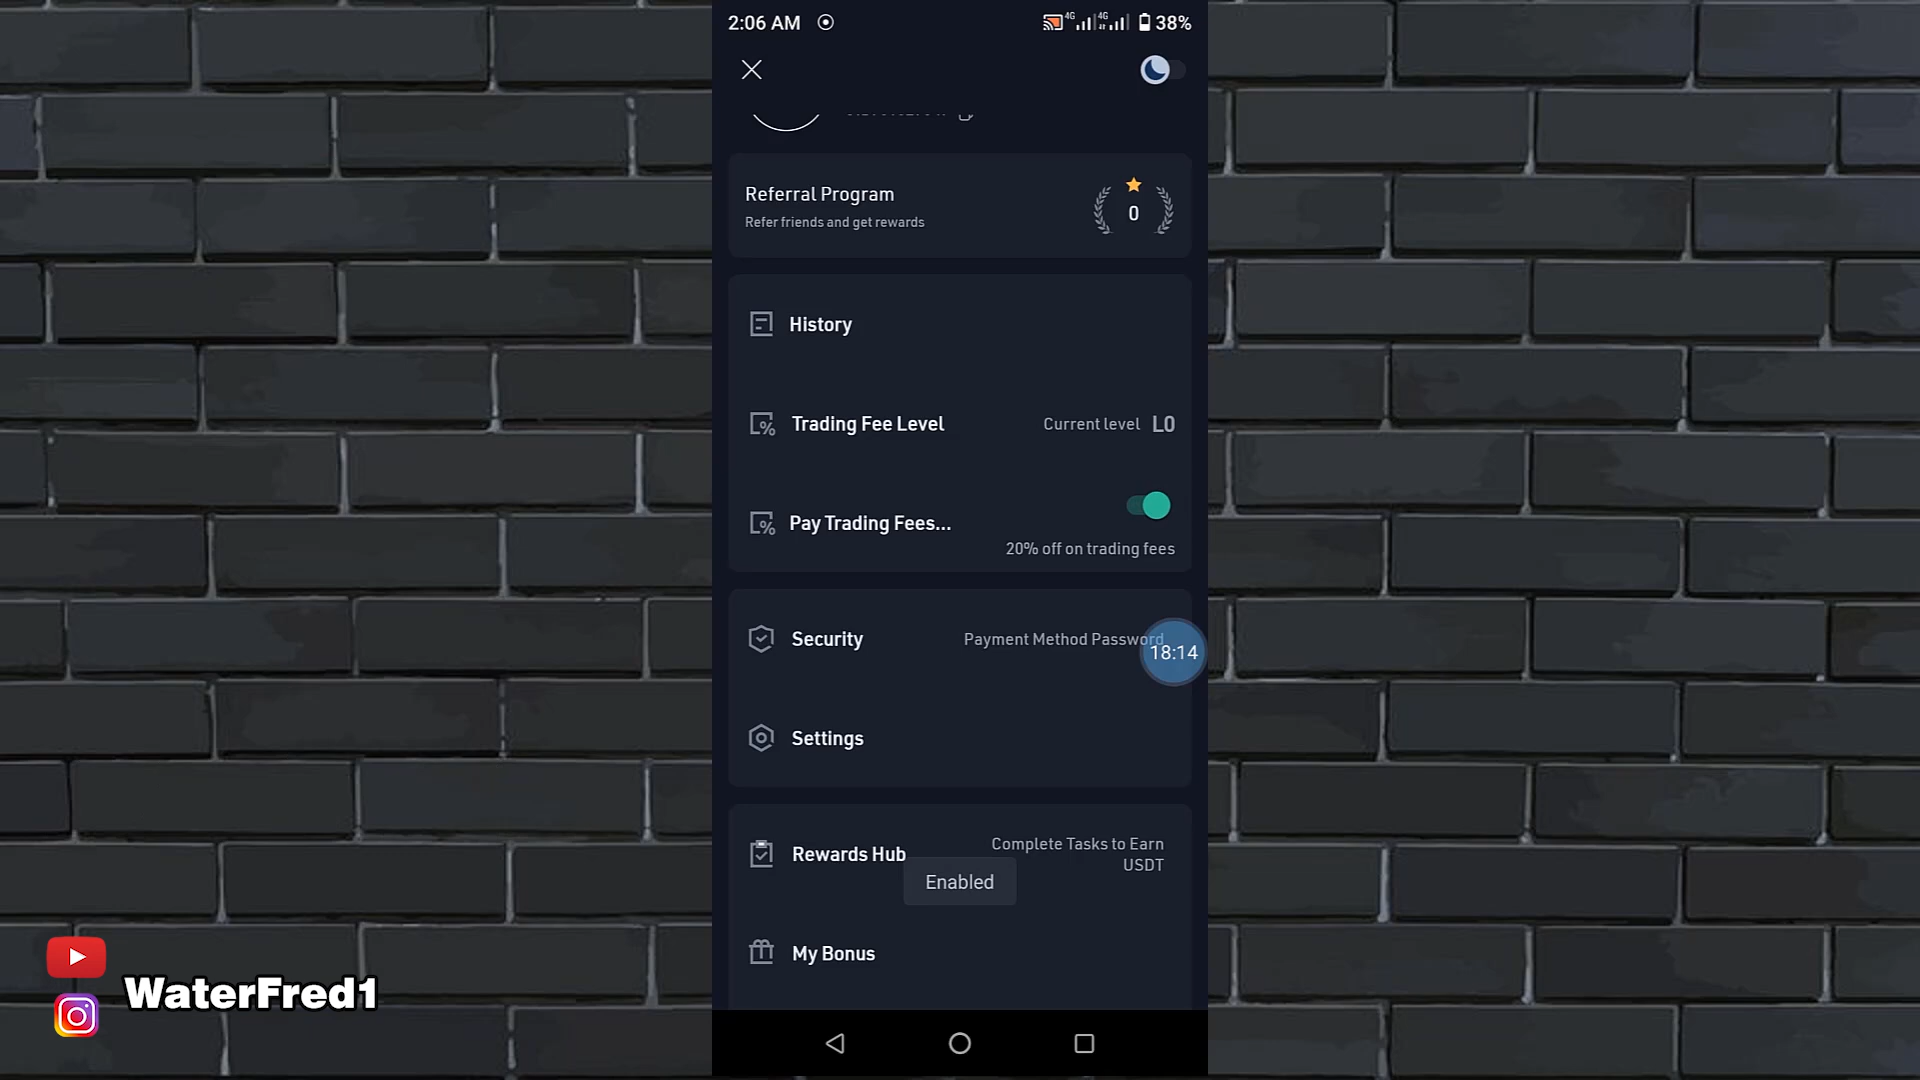 2:06 AM
4G 4G 38%
Referral Program
Refer friends and get rewards
0
History
Trading Fee Level
Current level L0
Pay Trading Fees...
20% off on trading fees
Security
Payment Method Password
18:14
Settings
Rewards Hub
Complete Tasks to Earn
USDT
Enabled
My Bonus
WaterFred1